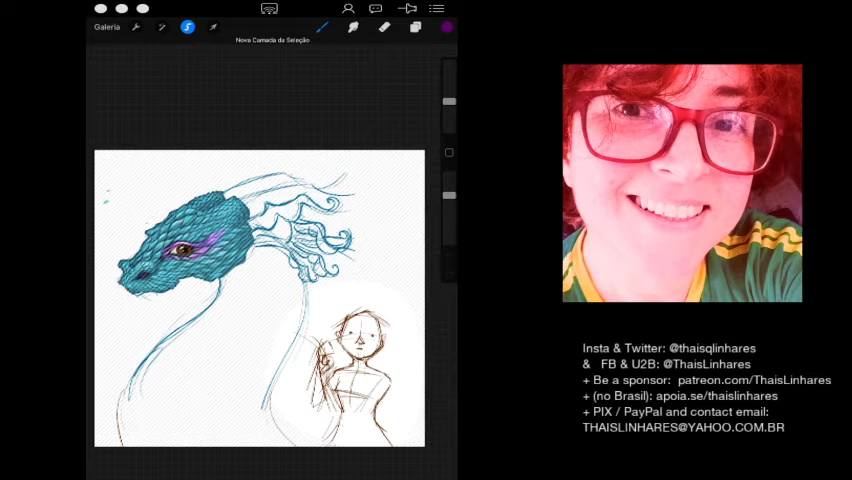 Galeria
Nova Camada da Seleção
Insta & Twitter: @thaisqlinhares
& FB & U2B: @ThaisLinhares
+ Be a sponsor: patreon.com/ThaisLinhares
+ (no Brasil): apoia.se/thaislinhares
+ PIX / PayPal and contact email:
THAISLINHARES@YAHOO.COM.BR